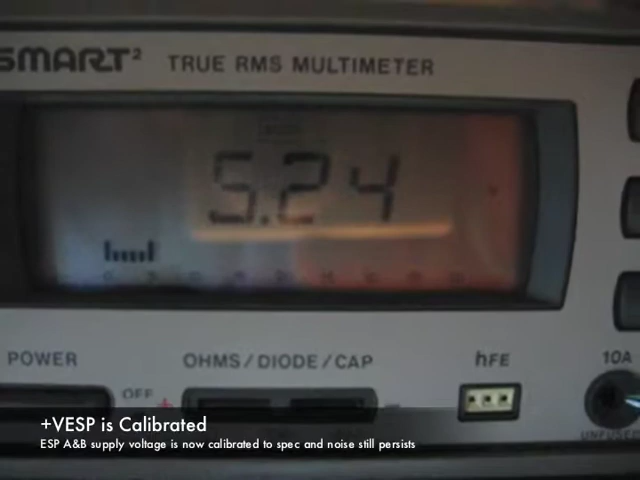 SMART² TRUE RMS MULTIMETER
5.24
POWER OHMS/DIODE/CAP hFE 10A
OFF +
UNFUSED
+VESP is Calibrated
ESP A&B supply voltage is now calibrated to spec and noise still persists